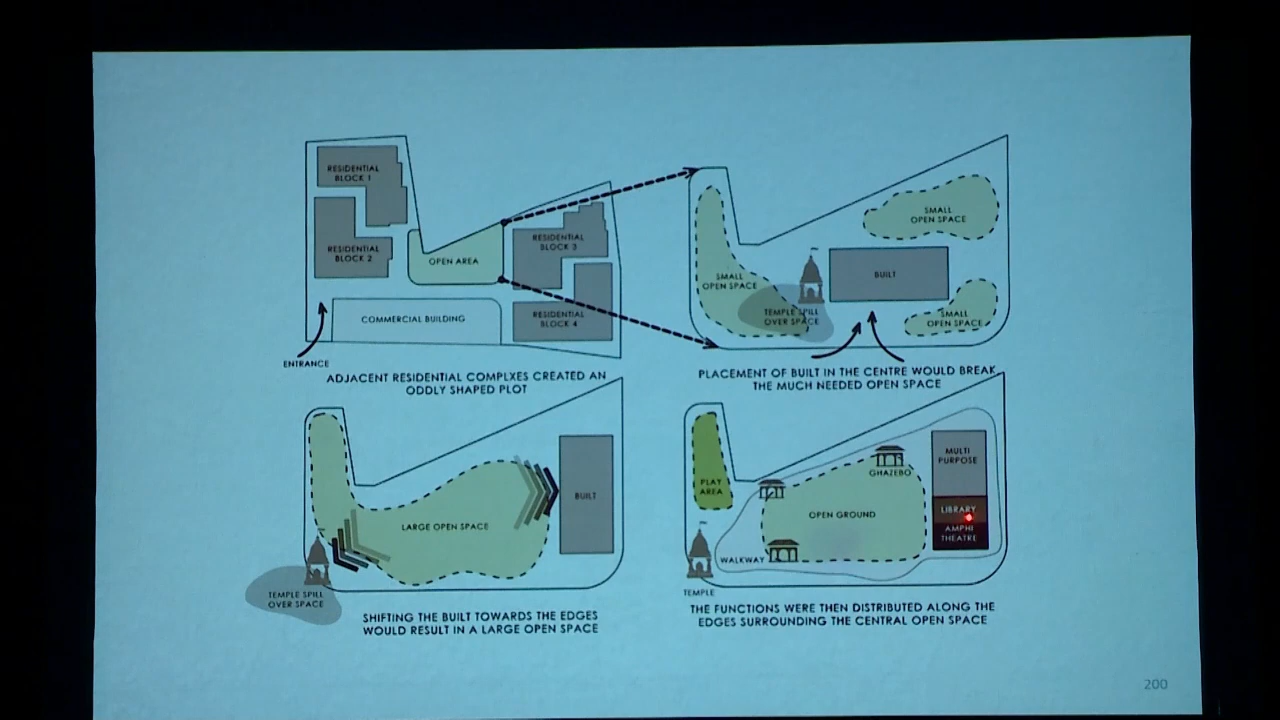 RESIDENTIAL
BLOCK 1
RESIDENTIAL
BLOCK 2
OPEN AREA
RESIDENTIAL
BLOCK 3
COMMERCIAL BUILDING
RESIDENTIAL
BLOCK 4
ENTRANCE
ADJACENT RESIDENTIAL COMPLXES CREATED AN
ODDLY SHAPED PLOT
SMALL
OPEN SPACE
SMALL
OPEN SPACE
BUILT
TEMPLE SPILL
OVER SPACE
SMALL
OPEN SPACE
PLACEMENT OF BUILT IN THE CENTRE WOULD BREAK
THE MUCH NEEDED OPEN SPACE
LARGE OPEN SPACE
BUILT
TEMPLE SPILL
OVER SPACE
SHIFTING THE BUILT TOWARDS THE EDGES
WOULD RESULT IN A LARGE OPEN SPACE
PLAY
AREA
GHAZEBO
MULTI
PURPOSE
OPEN GROUND
LIBRARY
AMPHI
THEATRE
WALKWAY
TEMPLE
THE FUNCTIONS WERE THEN DISTRIBUTED ALONG THE
EDGES SURROUNDING THE CENTRAL OPEN SPACE
200